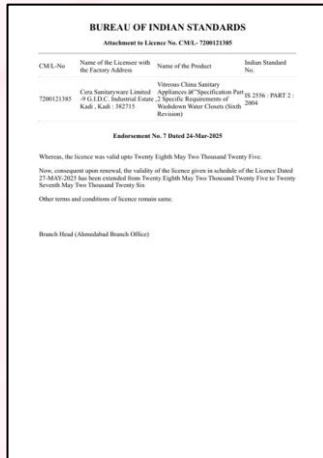 BUREAU OF INDIAN STANDARDS
Attachment to Licence No. CM/L- 7200121385
CM/L-No
Name of the Licensee with
the Factory Address
Name of the Product
Indian Standard
No.
7200121385
Cera Sanitaryware Limited
-9 G.I.D.C. Industrial Estate ,
Kadi , Kadi : 382715
Vitreous China Sanitary
Appliances â€"Specification Part
2 Specific Requirements of
Washdown Water Closets (Sixth
Revision)
IS 2556 : PART 2 :
2004
Endorsement No. 7 Dated 24-Mar-2025
Whereas, the licence was valid upto Twenty Eighth May Two Thousand Twenty Five.
Now, consequent upon renewal, the validity of the licence given in schedule of the Licence Dated
27-MAY-2025 has been extended from Twenty Eighth May Two Thousand Twenty Five to Twenty
Seventh May Two Thousand Twenty Six
Other terms and conditions of licence remain same.
Branch Head (Ahmedabad Branch Office)